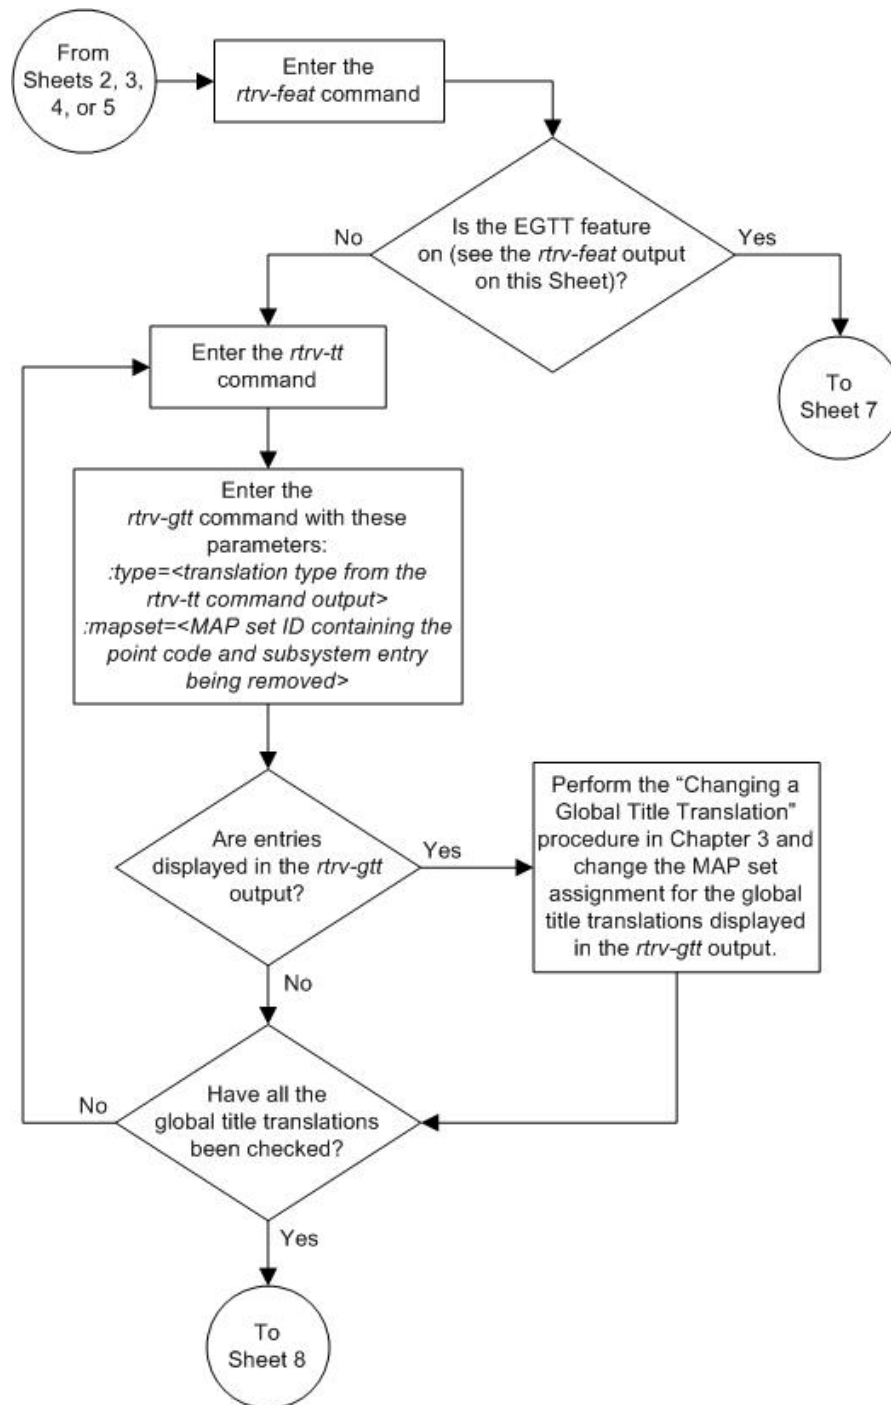 From
Sheets 2, 3,
4, or 5
Enter the
rtrv-feat command
Is the EGTT feature
on (see the rtrv-feat output
on this Sheet)?
No
Yes
Enter the rtrv-tt
command
To
Sheet 7
Enter the
rtrv-gtt command with these
parameters:
:type=<translation type from the
rtrv-tt command output>
:mapset=<MAP set ID containing the
point code and subsystem entry
being removed>
Are entries
displayed in the rtrv-gtt
output?
Yes
No
Perform the “Changing a
Global Title Translation”
procedure in Chapter 3 and
change the MAP set
assignment for the global
title translations displayed
in the rtrv-gtt output.
Have all the
global title translations
been checked?
No
Yes
To
Sheet 8